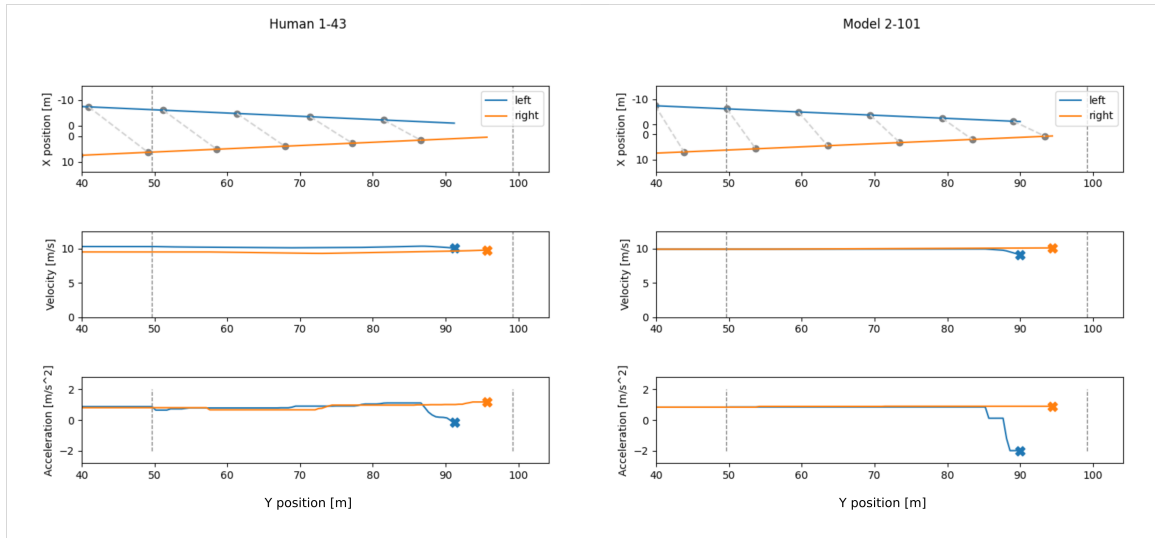 Human 1-43
X position [m]
-10
0
0
10
left
right
40 50 60 70 80 90 100
Velocity [m/s]
10
5
0
40 50 60 70 80 90 100
Acceleration [m/s^2]
2
0
−2
40 50 60 70 80 90 100
Y position [m]
Model 2-101
X position [m]
-10
0
0
10
left
right
40 50 60 70 80 90 100
Velocity [m/s]
10
5
0
40 50 60 70 80 90 100
Acceleration [m/s^2]
2
0
−2
40 50 60 70 80 90 100
Y position [m]